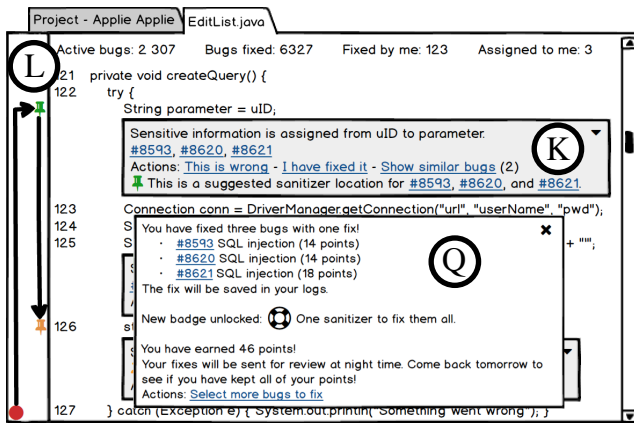 Project - Applie Applie EditList.java
Active bugs: 2 307 Bugs fixed: 6327 Fixed by me: 123 Assigned to me: 3
L
121 private void createQuery() {
122 try {
String parameter = uID;
Sensitive information is assigned from uID to parameter.
#8593, #8620, #8621
K
Actions: This is wrong - I have fixed it - Show similar bugs (2)
This is a suggested sanitizer location for #8593, #8620, and #8621.
123 Connection conn = DriverManager.getConnection("url", "userName", "pwd");
124 S
125 S + "'";
You have fixed three bugs with one fix!
· #8593 SQL injection (14 points)
· #8620 SQL injection (14 points)
· #8621 SQL injection (18 points)
Q
The fix will be saved in your logs.
New badge unlocked: One sanitizer to fix them all.
126 st
You have earned 46 points!
Your fixes will be sent for review at night time. Come back tomorrow to
see if you have kept all of your points!
Actions: Select more bugs to fix
127 } catch (Exception e) { System.out.println("Something went wrong"); }